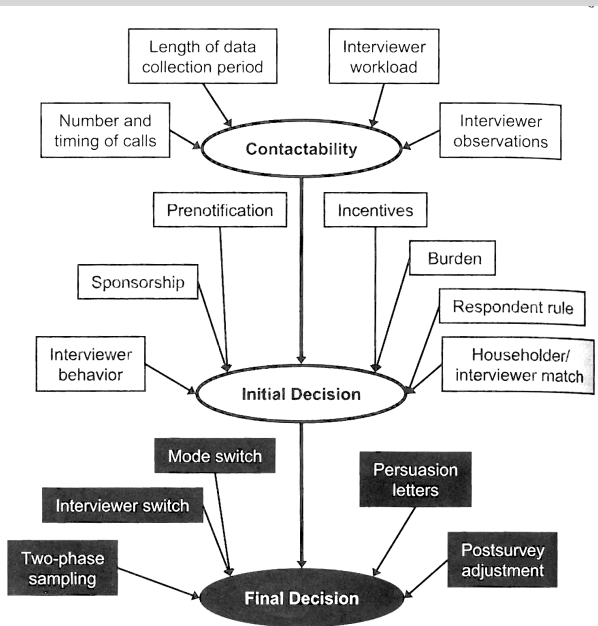 Length of data
collection period
Interviewer
workload
Number and
timing of calls
Interviewer
observations
Contactability
Prenotification
Incentives
Burden
Sponsorship
Respondent rule
Interviewer
behavior
Householder/
interviewer match
Initial Decision
Mode switch
Persuasion
letters
Interviewer switch
Two-phase
sampling
Postsurvey
adjustment
Final Decision